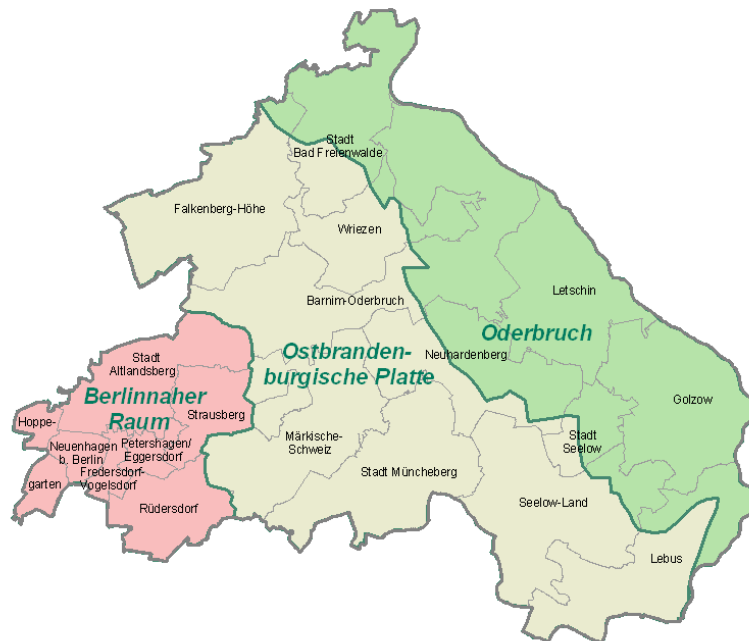 Stadt
Bad Freienwalde
Falkenberg-Höhe
Wriezen
Letschin
Barnim-Oderbruch
Oderbruch
Ostbranden-
burgische Platte
Neuhardenberg
Stadt
Altlandsberg
Berlinnaher
Raum
Strausberg
Golzow
Hoppe-
garten
Neuenhagen
b. Berlin
Petershagen/
Eggersdorf
Fredersdorf-
Vogelsdorf
Rüdersdorf
Märkische-
Schweiz
Stadt Müncheberg
Stadt
Seelow
Seelow-Land
Lebus